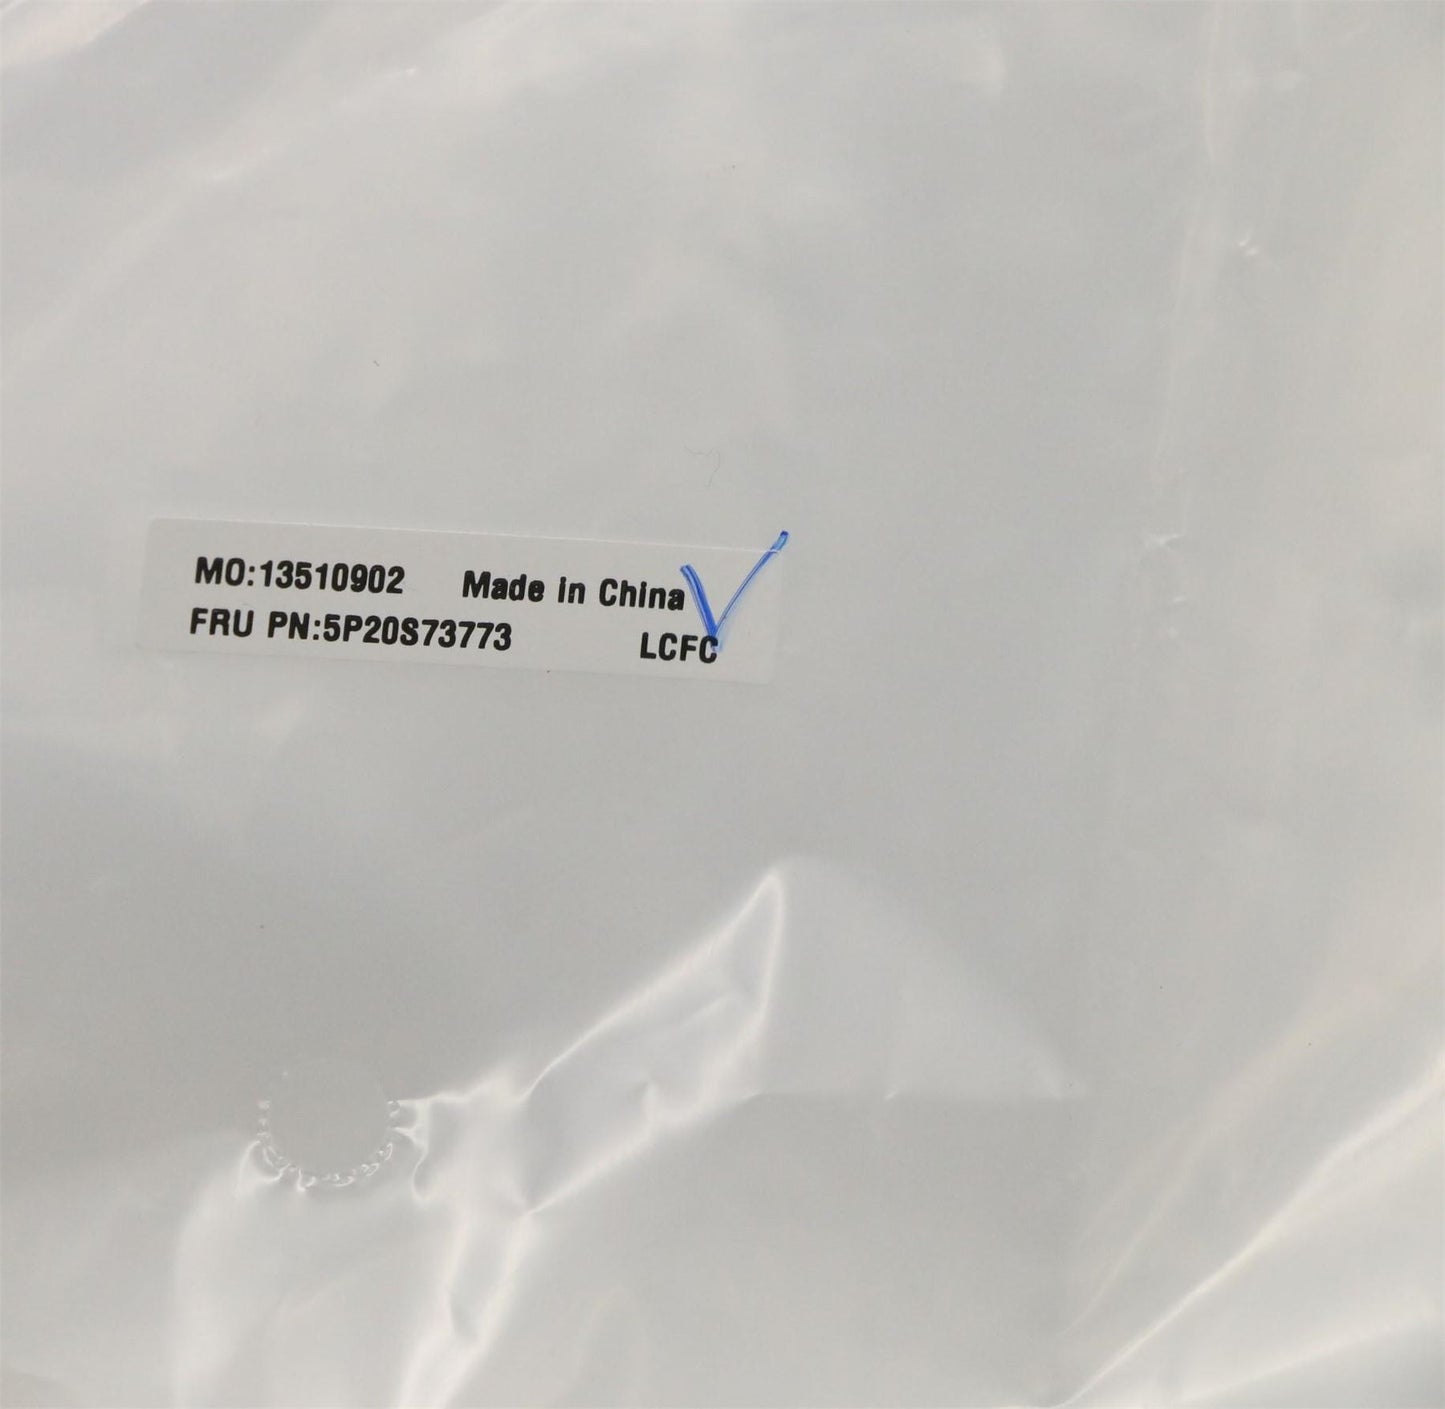 MO:13510902 Made in China
FRU PN:5P20S73773 LCFC